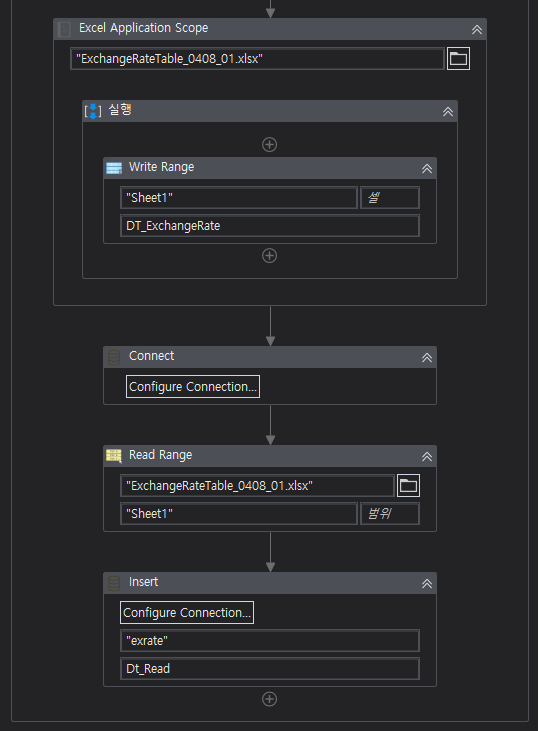 Excel Application Scope
"ExchangeRateTable_0408_01.xlsx"
실행
Write Range
"Sheet1" 셀
DT_ExchangeRate
Connect
Configure Connection...
Read Range
"ExchangeRateTable_0408_01.xlsx"
"Sheet1" 범위
Insert
Configure Connection...
"exrate"
Dt_Read